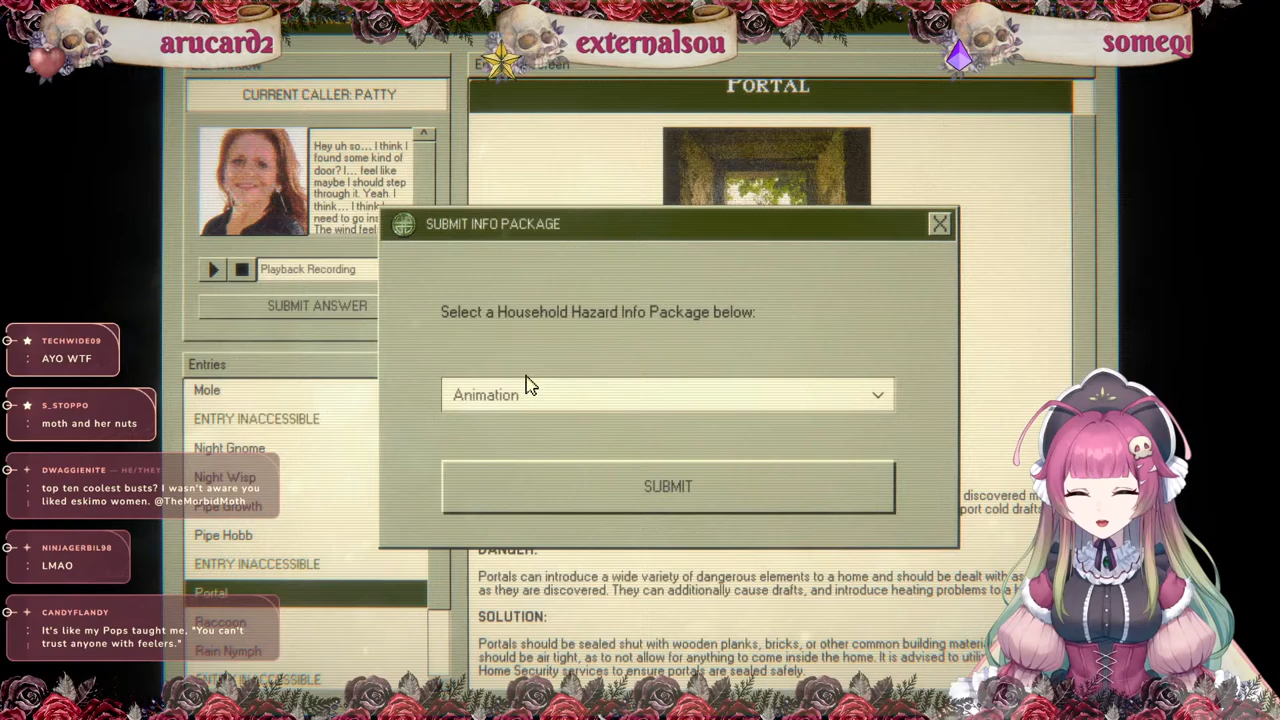 arucard2
externalsou
someq1
CURRENT CALLER: PATTY
Hey uh so... I think I
found some kind of
door? I... feel like
maybe I should step
through it. Yeah. I
think... I think
need to go ins
The wind feel
Playback Recording
SUBMIT ANSWER
Entries
Mole
ENTRY INACCESSIBLE
Night Gnome
Night Wisp
Pipe Growth
Pipe Hobb
ENTRY INACCESSIBLE
Portal
Raccoon
Rain Nymph
ENTRY INACCESSIBLE
PORTAL
SUBMIT INFO PACKAGE
Select a Household Hazard Info Package below:
Animation
SUBMIT
discovered m
port cold drafts
DANGER:
Portals can introduce a wide variety of dangerous elements to a home and should be dealt with as
as they are discovered. They can additionally cause drafts, and introduce heating problems to a h
SOLUTION:
Portals should be sealed shut with wooden planks, bricks, or other common building materi
should be air tight, as to not allow for anything to come inside the home. It is advised to utili
Home Security services to ensure portals are sealed safely.
TECHWIDE09
AYO WTF
S_STOPPO
moth and her nuts
DWAGGIENITE — HE/THEY
top ten coolest busts? I wasn't aware you
liked eskimo women. @TheMorbidMoth
NINJAGERBIL98
LMAO
CANDYFLANDY
It's like my Pops taught me, "You can't
trust anyone with feelers."